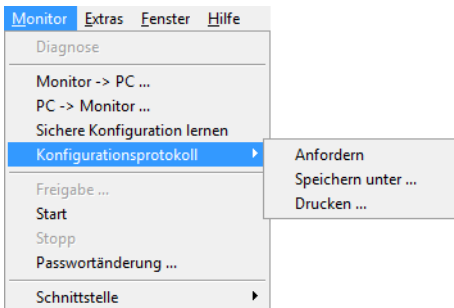 Monitor Extras Fenster Hilfe
Diagnose
Monitor -> PC ...
PC -> Monitor ...
Sichere Konfiguration lernen
Konfigurationsprotokoll
Anfordern
Speichern unter ...
Drucken ...
Freigabe ...
Start
Stopp
Passwortänderung ...
Schnittstelle